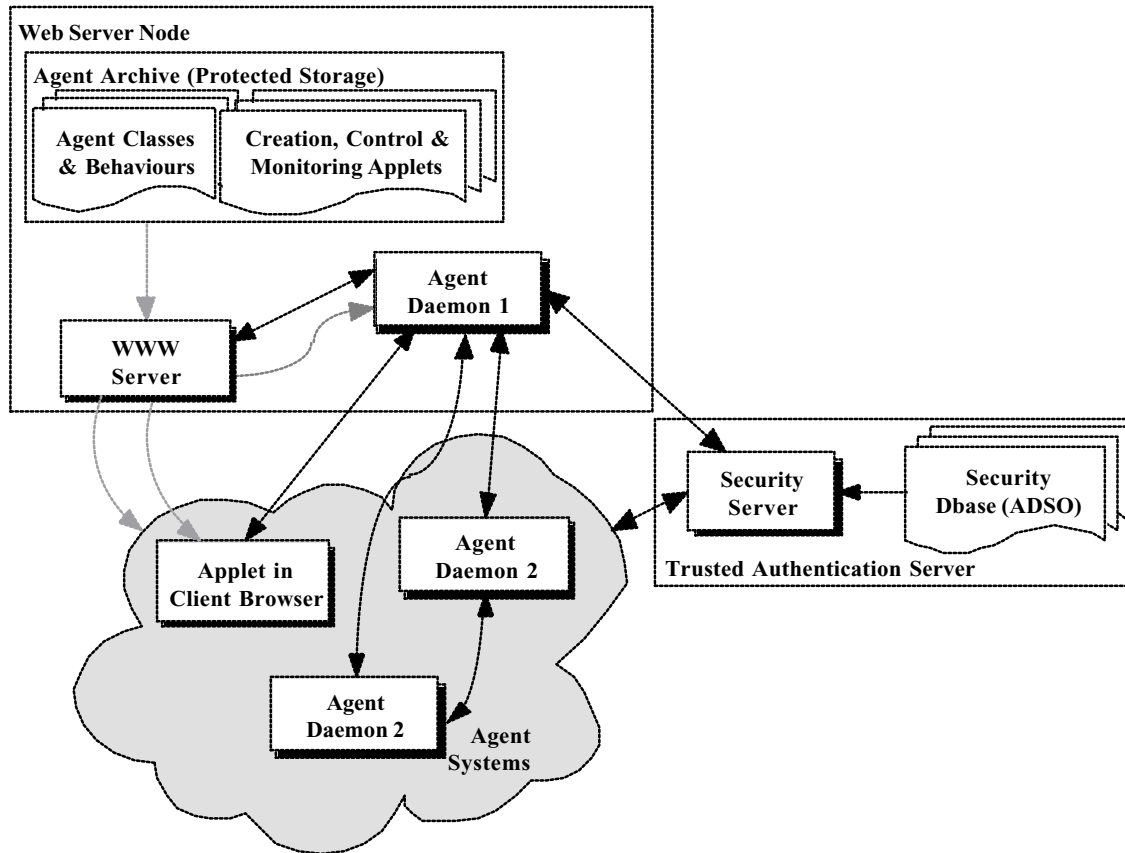 Web Server Node
Agent Archive (Protected Storage)
Agent Classes
& Behaviours
Creation, Control &
Monitoring Applets
Agent
Daemon 1
WWW
Server
Security
Server
Security
Dbase (ADSO)
Trusted Authentication Server
Agent
Daemon 2
Applet in
Client Browser
Agent
Daemon 2
Agent
Systems